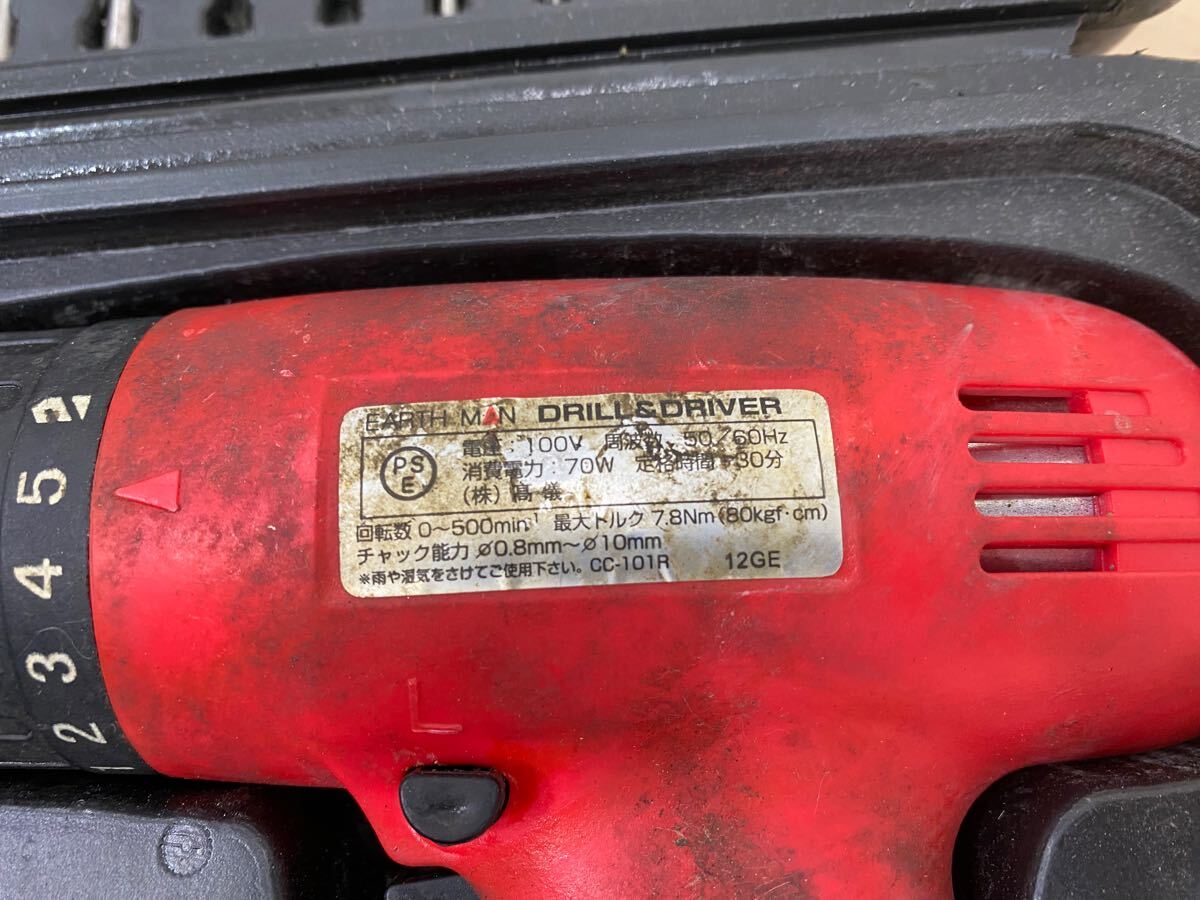 EARTH MAN DRILL&DRIVER
PS
E
電圧:100V 周波数:50/60Hz
消費電力:70W 定格時間:30分
(株)髙儀
回転数 0~500min⁻¹ 最大トルク 7.8Nm(80kgf·cm)
チャック能力 ø0.8mm~ø10mm
※雨や湿気をさけてご使用下さい。CC-101R 12GE
5
4
3
2
1
L